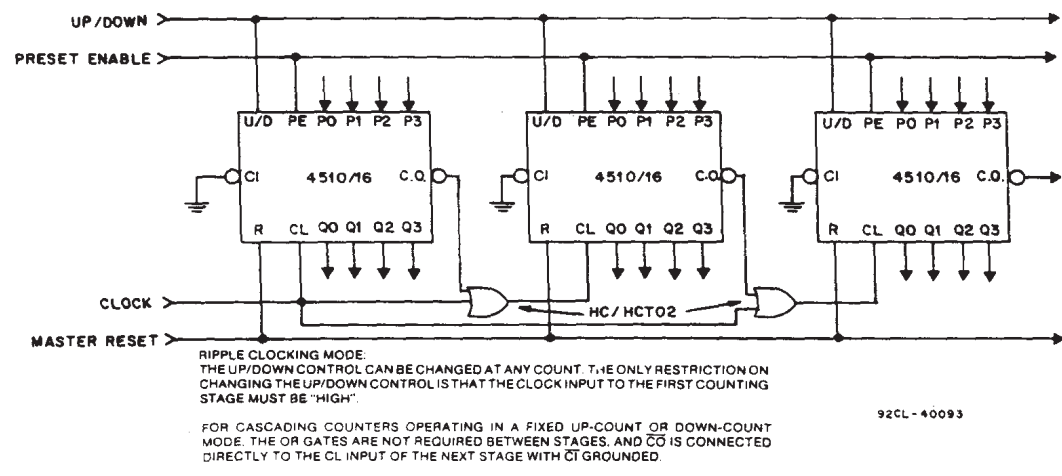 UP/DOWN
PRESET ENABLE
U/D PE P0 P1 P2 P3
U/D PE P0 P1 P2 P3
U/D PE P0 P1 P2 P3
CI 4510/16 C.O.
CI 4510/16 C.O.
CI 4510/16 C.O.
R CL Q0 Q1 Q2 Q3
R CL Q0 Q1 Q2 Q3
R CL Q0 Q1 Q2 Q3
CLOCK
HC/HCT02
MASTER RESET
RIPPLE CLOCKING MODE:
THE UP/DOWN CONTROL CAN BE CHANGED AT ANY COUNT. THE ONLY RESTRICTION ON
CHANGING THE UP/DOWN CONTROL IS THAT THE CLOCK INPUT TO THE FIRST COUNTING
STAGE MUST BE "HIGH".
92CL-40093
FOR CASCADING COUNTERS OPERATING IN A FIXED UP-COUNT OR DOWN-COUNT
MODE. THE OR GATES ARE NOT REQUIRED BETWEEN STAGES, AND C̅O̅ IS CONNECTED
DIRECTLY TO THE CL INPUT OF THE NEXT STAGE WITH C̅I̅ GROUNDED.